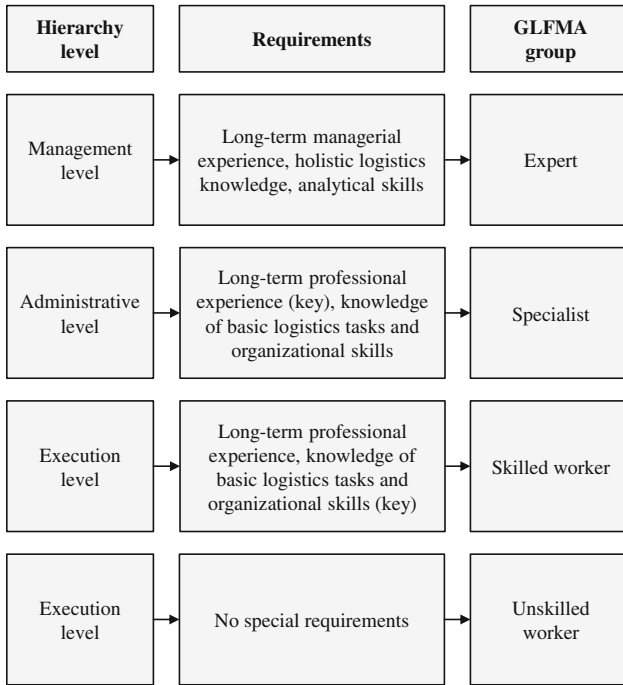 Hierarchy
level
Requirements
GLFMA
group
Management
level
Long-term managerial
experience, holistic logistics
knowledge, analytical skills
Expert
Administrative
level
Long-term professional
experience (key), knowledge
of basic logistics tasks and
organizational skills
Specialist
Execution
level
Long-term professional
experience, knowledge of
basic logistics tasks and
organizational skills (key)
Skilled worker
Execution
level
No special requirements
Unskilled
worker